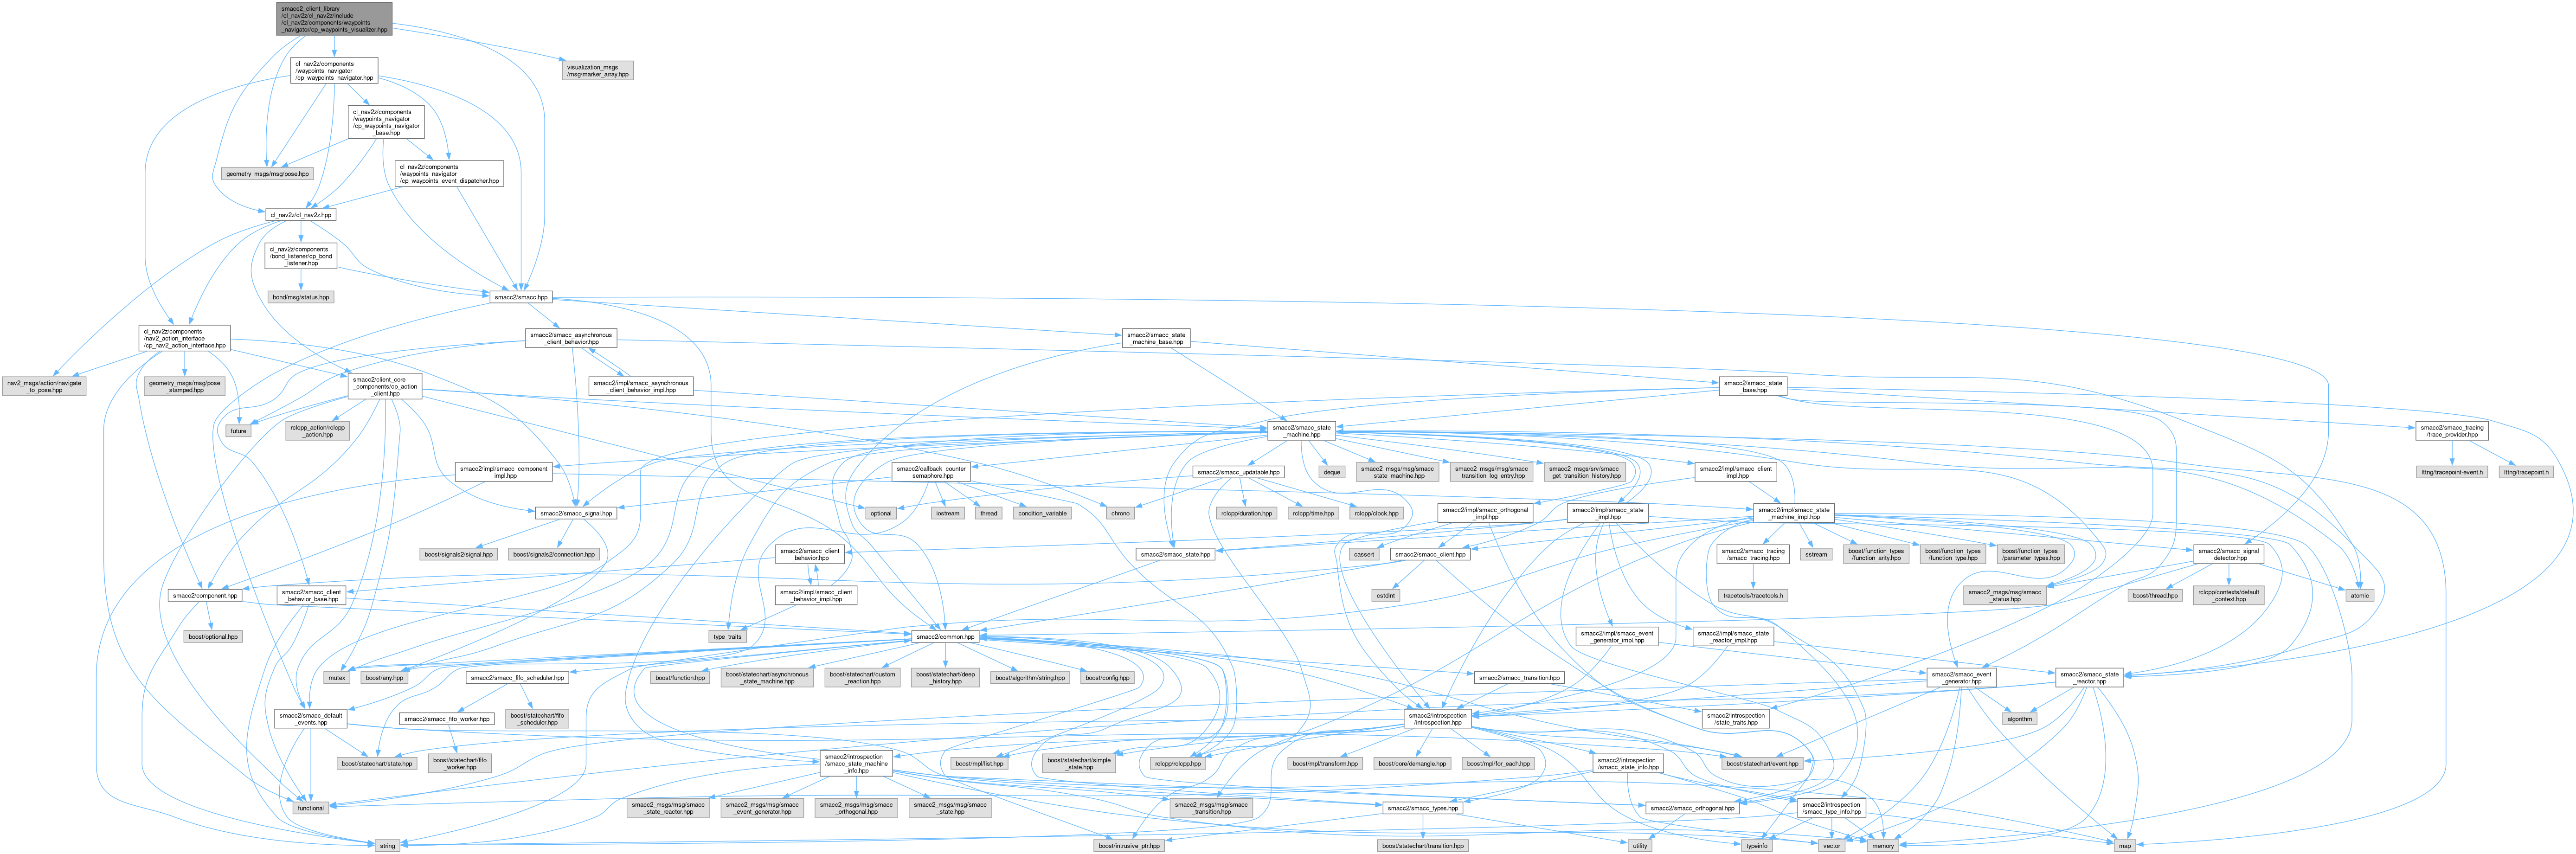 smacc2_client_library
/cl_nav2z/cl_nav2z/include
/cl_nav2z/components/waypoints
_navigator/cp_waypoints_visualizer.hpp
cl_nav2z/components
/waypoints_navigator
/cp_waypoints_navigator.hpp
visualization_msgs
/msg/marker_array.hpp
cl_nav2z/components
/waypoints_navigator
/cp_waypoints_navigator
_base.hpp
geometry_msgs/msg/pose.hpp
cl_nav2z/components
/waypoints_navigator
/cp_waypoints_event_dispatcher.hpp
cl_nav2z/cl_nav2z.hpp
cl_nav2z/components
/bond_listener/cp_bond
_listener.hpp
bond/msg/status.hpp
smacc2/smacc.hpp
cl_nav2z/components
/nav2_action_interface
/cp_nav2_action_interface.hpp
smacc2/smacc_asynchronous
_client_behavior.hpp
smacc2/smacc_state
_machine_base.hpp
nav2_msgs/action/navigate
_to_pose.hpp
geometry_msgs/msg/pose
_stamped.hpp
smacc2/client_core
_components/cp_action
_client.hpp
smacc2/impl/smacc_asynchronous
_client_behavior_impl.hpp
smacc2/smacc_state
_base.hpp
future
rclcpp_action/rclcpp
_action.hpp
smacc2/smacc_state
_machine.hpp
smacc2/smacc_tracing
/trace_provider.hpp
smacc2/impl/smacc_component
_impl.hpp
smacc2/callback_counter
_semaphore.hpp
smacc2/smacc_updatable.hpp
deque
smacc2_msgs/msg/smacc
_state_machine.hpp
smacc2_msgs/msg/smacc
_transition_log_entry.hpp
smacc2_msgs/srv/smacc
_get_transition_history.hpp
smacc2/impl/smacc_client
_impl.hpp
lttng/tracepoint-event.h
lttng/tracepoint.h
smacc2/smacc_signal.hpp
optional
iostream
thread
condition_variable
chrono
rclcpp/duration.hpp
rclcpp/time.hpp
rclcpp/clock.hpp
smacc2/impl/smacc_orthogonal
_impl.hpp
smacc2/impl/smacc_state
_impl.hpp
smacc2/impl/smacc_state
_machine_impl.hpp
boost/signals2/signal.hpp
boost/signals2/connection.hpp
smacc2/smacc_client
_behavior.hpp
smacc2/smacc_state.hpp
cassert
smacc2/smacc_client.hpp
smacc2/smacc_tracing
/smacc_tracing.hpp
sstream
boost/function_types
/function_arity.hpp
boost/function_types
/function_type.hpp
boost/function_types
/parameter_types.hpp
smacc2/smacc_signal
_detector.hpp
smacc2/component.hpp
smacc2/smacc_client
_behavior_base.hpp
smacc2/impl/smacc_client
_behavior_impl.hpp
cstdint
tracetools/tracetools.h
smacc2_msgs/msg/smacc
_status.hpp
boost/thread.hpp
rclcpp/contexts/default
_context.hpp
atomic
boost/optional.hpp
type_traits
smacc2/common.hpp
smacc2/impl/smacc_event
_generator_impl.hpp
smacc2/impl/smacc_state
_reactor_impl.hpp
mutex
boost/any.hpp
smacc2/smacc_fifo_scheduler.hpp
boost/function.hpp
boost/statechart/asynchronous
_state_machine.hpp
boost/statechart/custom
_reaction.hpp
boost/statechart/deep
_history.hpp
boost/algorithm/string.hpp
boost/config.hpp
smacc2/smacc_transition.hpp
smacc2/smacc_event
_generator.hpp
smacc2/smacc_state
_reactor.hpp
smacc2/smacc_default
_events.hpp
smacc2/smacc_fifo_worker.hpp
boost/statechart/fifo
_scheduler.hpp
smacc2/introspection
/introspection.hpp
smacc2/introspection
/state_traits.hpp
algorithm
boost/statechart/state.hpp
boost/statechart/fifo
_worker.hpp
smacc2/introspection
/smacc_state_machine
_info.hpp
boost/mpl/list.hpp
boost/statechart/simple
_state.hpp
rclcpp/rclcpp.hpp
boost/mpl/transform.hpp
boost/core/demangle.hpp
boost/mpl/for_each.hpp
smacc2/introspection
/smacc_state_info.hpp
boost/statechart/event.hpp
functional
smacc2_msgs/msg/smacc
_state_reactor.hpp
smacc2_msgs/msg/smacc
_event_generator.hpp
smacc2_msgs/msg/smacc
_orthogonal.hpp
smacc2_msgs/msg/smacc
_state.hpp
smacc2_msgs/msg/smacc
_transition.hpp
smacc2/smacc_types.hpp
smacc2/smacc_orthogonal.hpp
smacc2/introspection
/smacc_type_info.hpp
string
boost/intrusive_ptr.hpp
boost/statechart/transition.hpp
utility
typeinfo
vector
memory
map